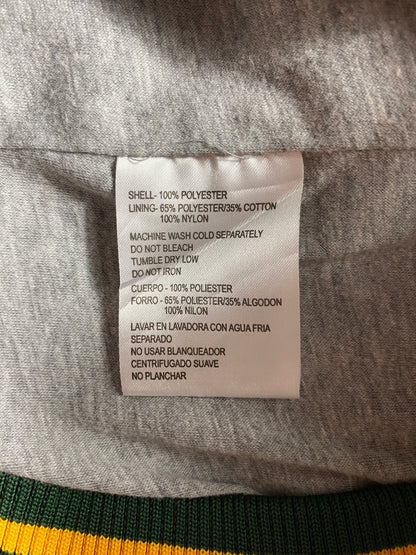 SHELL- 100% POLYESTER
LINING- 65% POLYESTER/35% COTTON
100% NYLON
MACHINE WASH COLD SEPARATELY
DO NOT BLEACH
TUMBLE DRY LOW
DO NOT IRON
CUERPO - 100% POLIESTER
FORRO - 65% POLIESTER/35% ALGODON
100% NILON
LAVAR EN LAVADORA CON AGUA FRIA
SEPARADO
NO USAR BLANQUEADOR
CENTRIFUGADO SUAVE
NO PLANCHAR